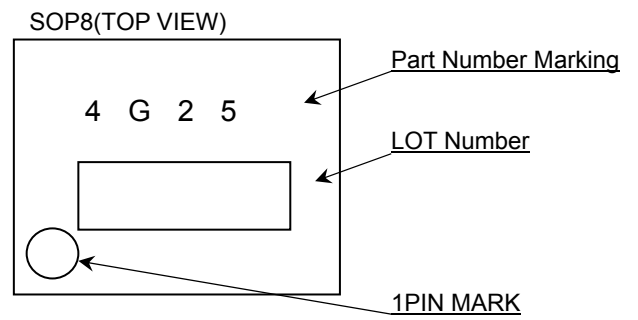 SOP8(TOP VIEW)
Part Number Marking
4 G 2 5
LOT Number
1PIN MARK